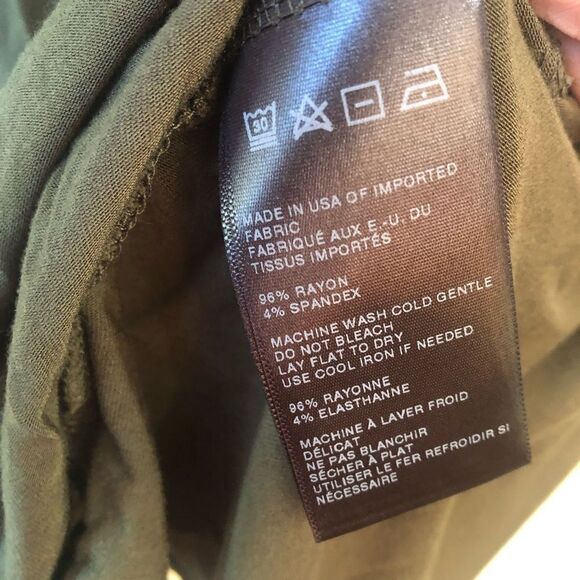 30
MADE IN USA OF IMPORTED
FABRIC
FABRIQUÉ AUX E.-U. DU
TISSUS IMPORTÉS
96% RAYON
4% SPANDEX
MACHINE WASH COLD GENTLE
DO NOT BLEACH
LAY FLAT TO DRY
USE COOL IRON IF NEEDED
96% RAYONNE
4% ELASTHANNE
MACHINE À LAVER FROID
DÉLICAT
NE PAS BLANCHIR
SÉCHER À PLAT
UTILISER LE FER REFROIDIR SI
NÉCESSAIRE